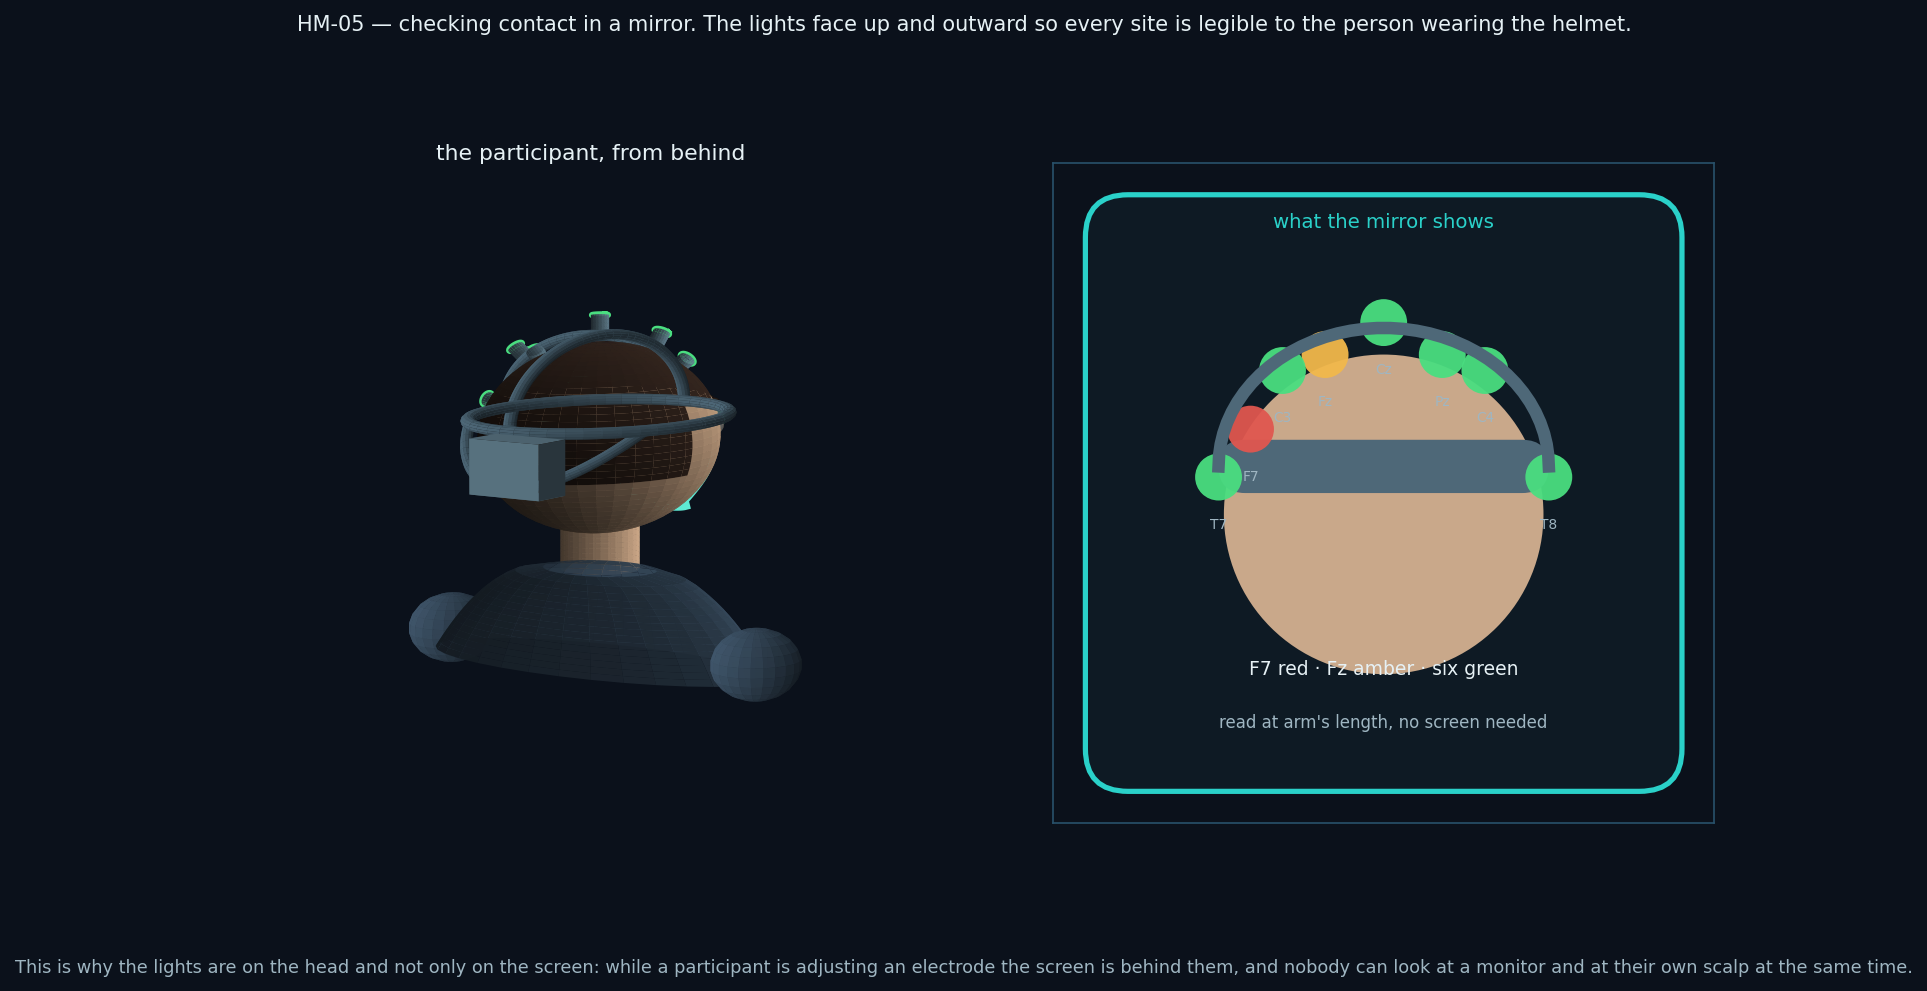 HM-05 — checking contact in a mirror. The lights face up and outward so every site is legible to the person wearing the helmet.
the participant, from behind
what the mirror shows
F7
T7
T8
F7 red · Fz amber · six green
read at arm's length, no screen needed
This is why the lights are on the head and not only on the screen: while a participant is adjusting an electrode the screen is behind them, and nobody can look at a monitor and at their own scalp at the same time.